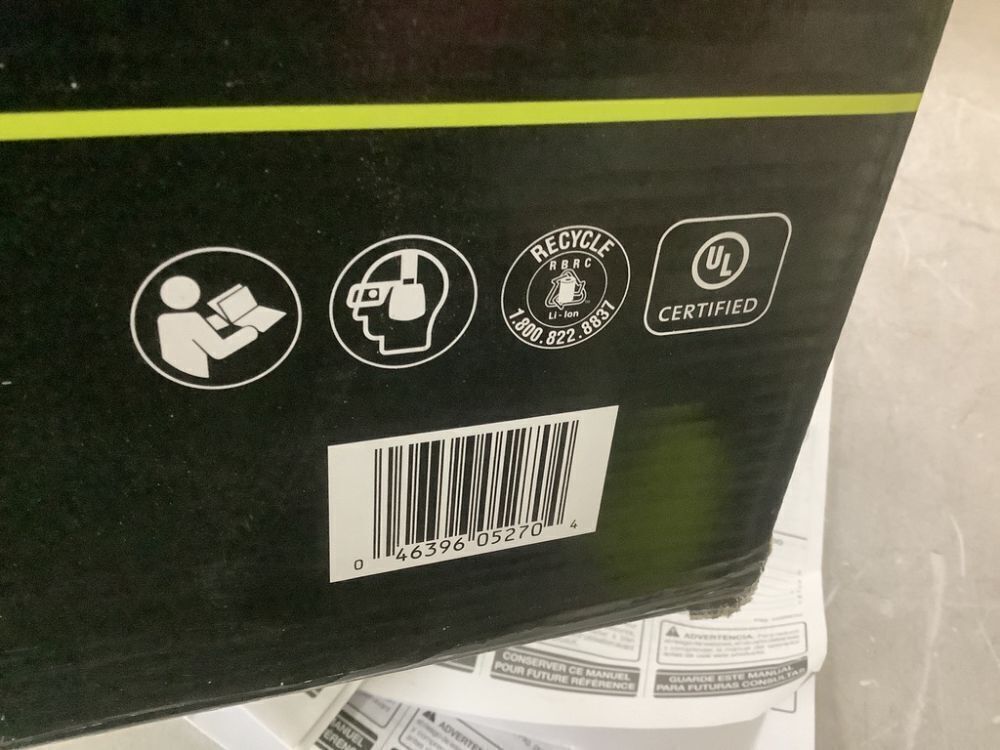 RECYCLE
RBRC
Li-Ion
1.800.822.8837
UL
CERTIFIED
0 46396 05270 4
ADVERTENCIA
CONSERVER CE MANUEL
POUR FUTURE RÉFÉRENCE
GUARDE ESTE MANUAL
PARA FUTURAS CONSULTAS
ADVERTEN